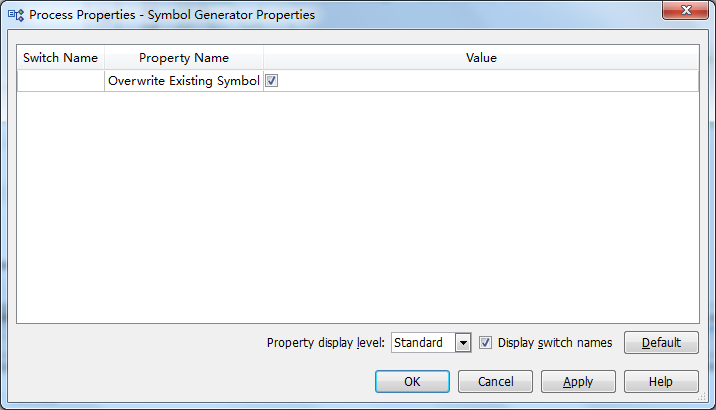 Process Properties - Symbol Generator Properties
Switch Name Property Name Value
Overwrite Existing Symbol
Property display level: Standard Display switch names Default
OK Cancel Apply Help